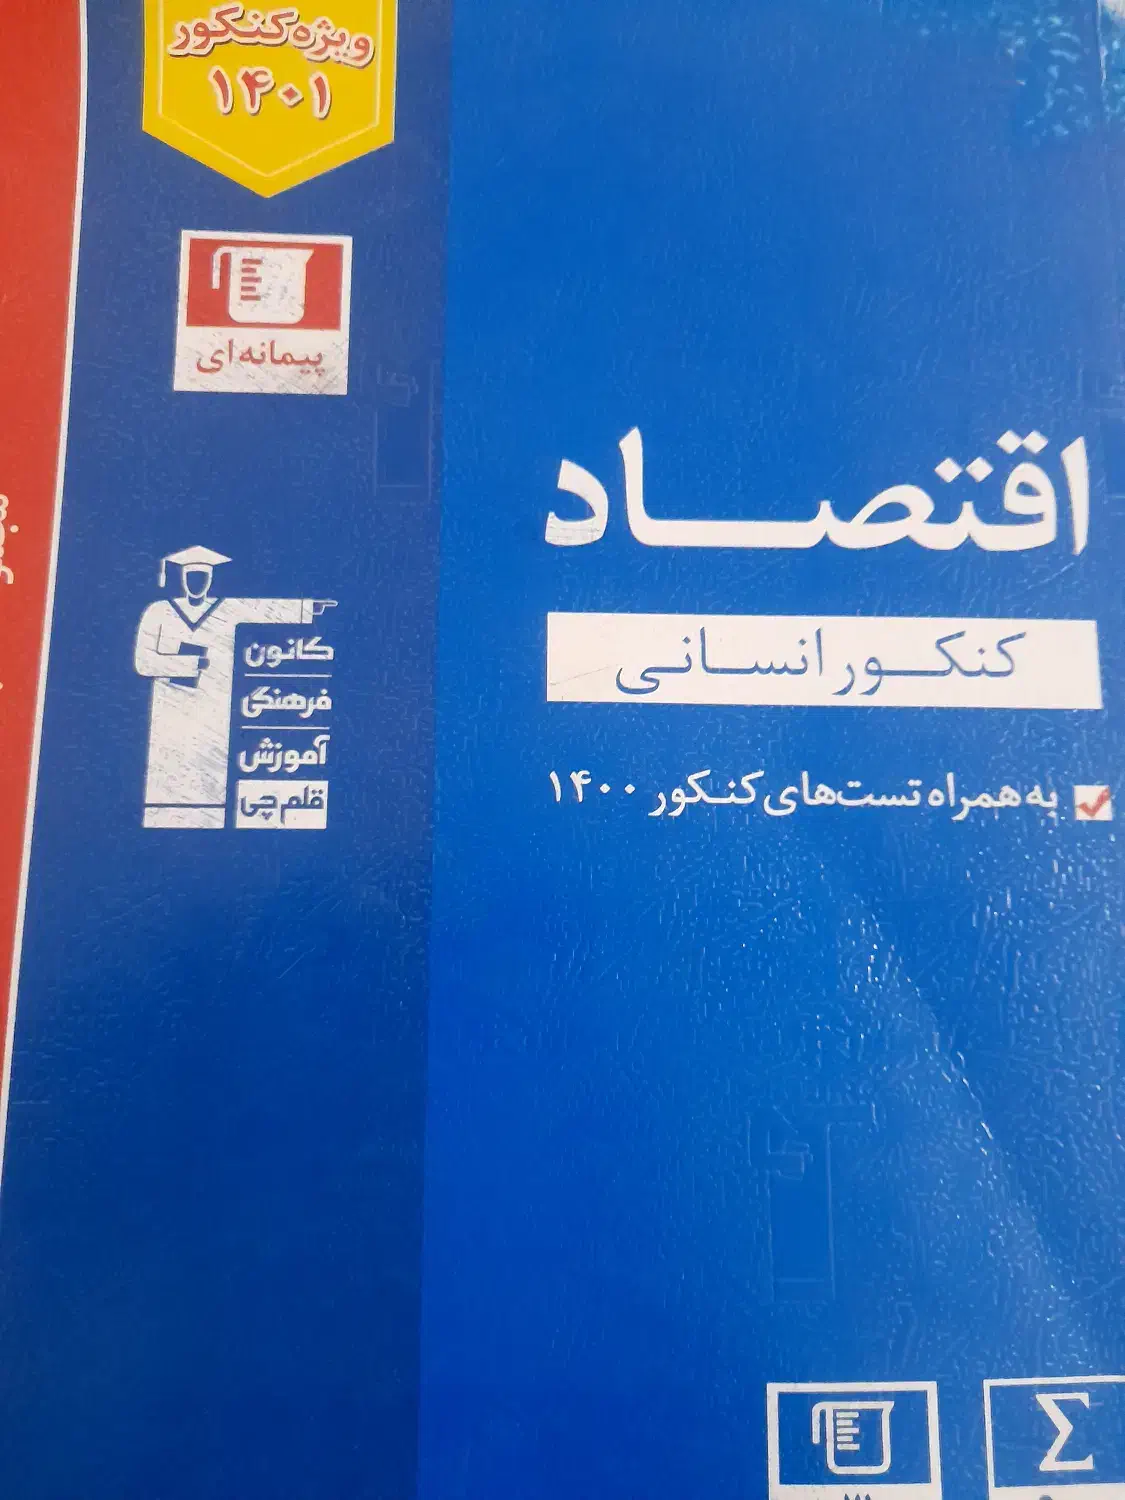 ویژه کنکور
۱۴۰۱
پیمانه‌ای
اقتصاد
کنکور انسانی
به همراه تست‌های کنکور ۱۴۰۰
کانون
فرهنگی
آموزش
قلم‌چی
Σ